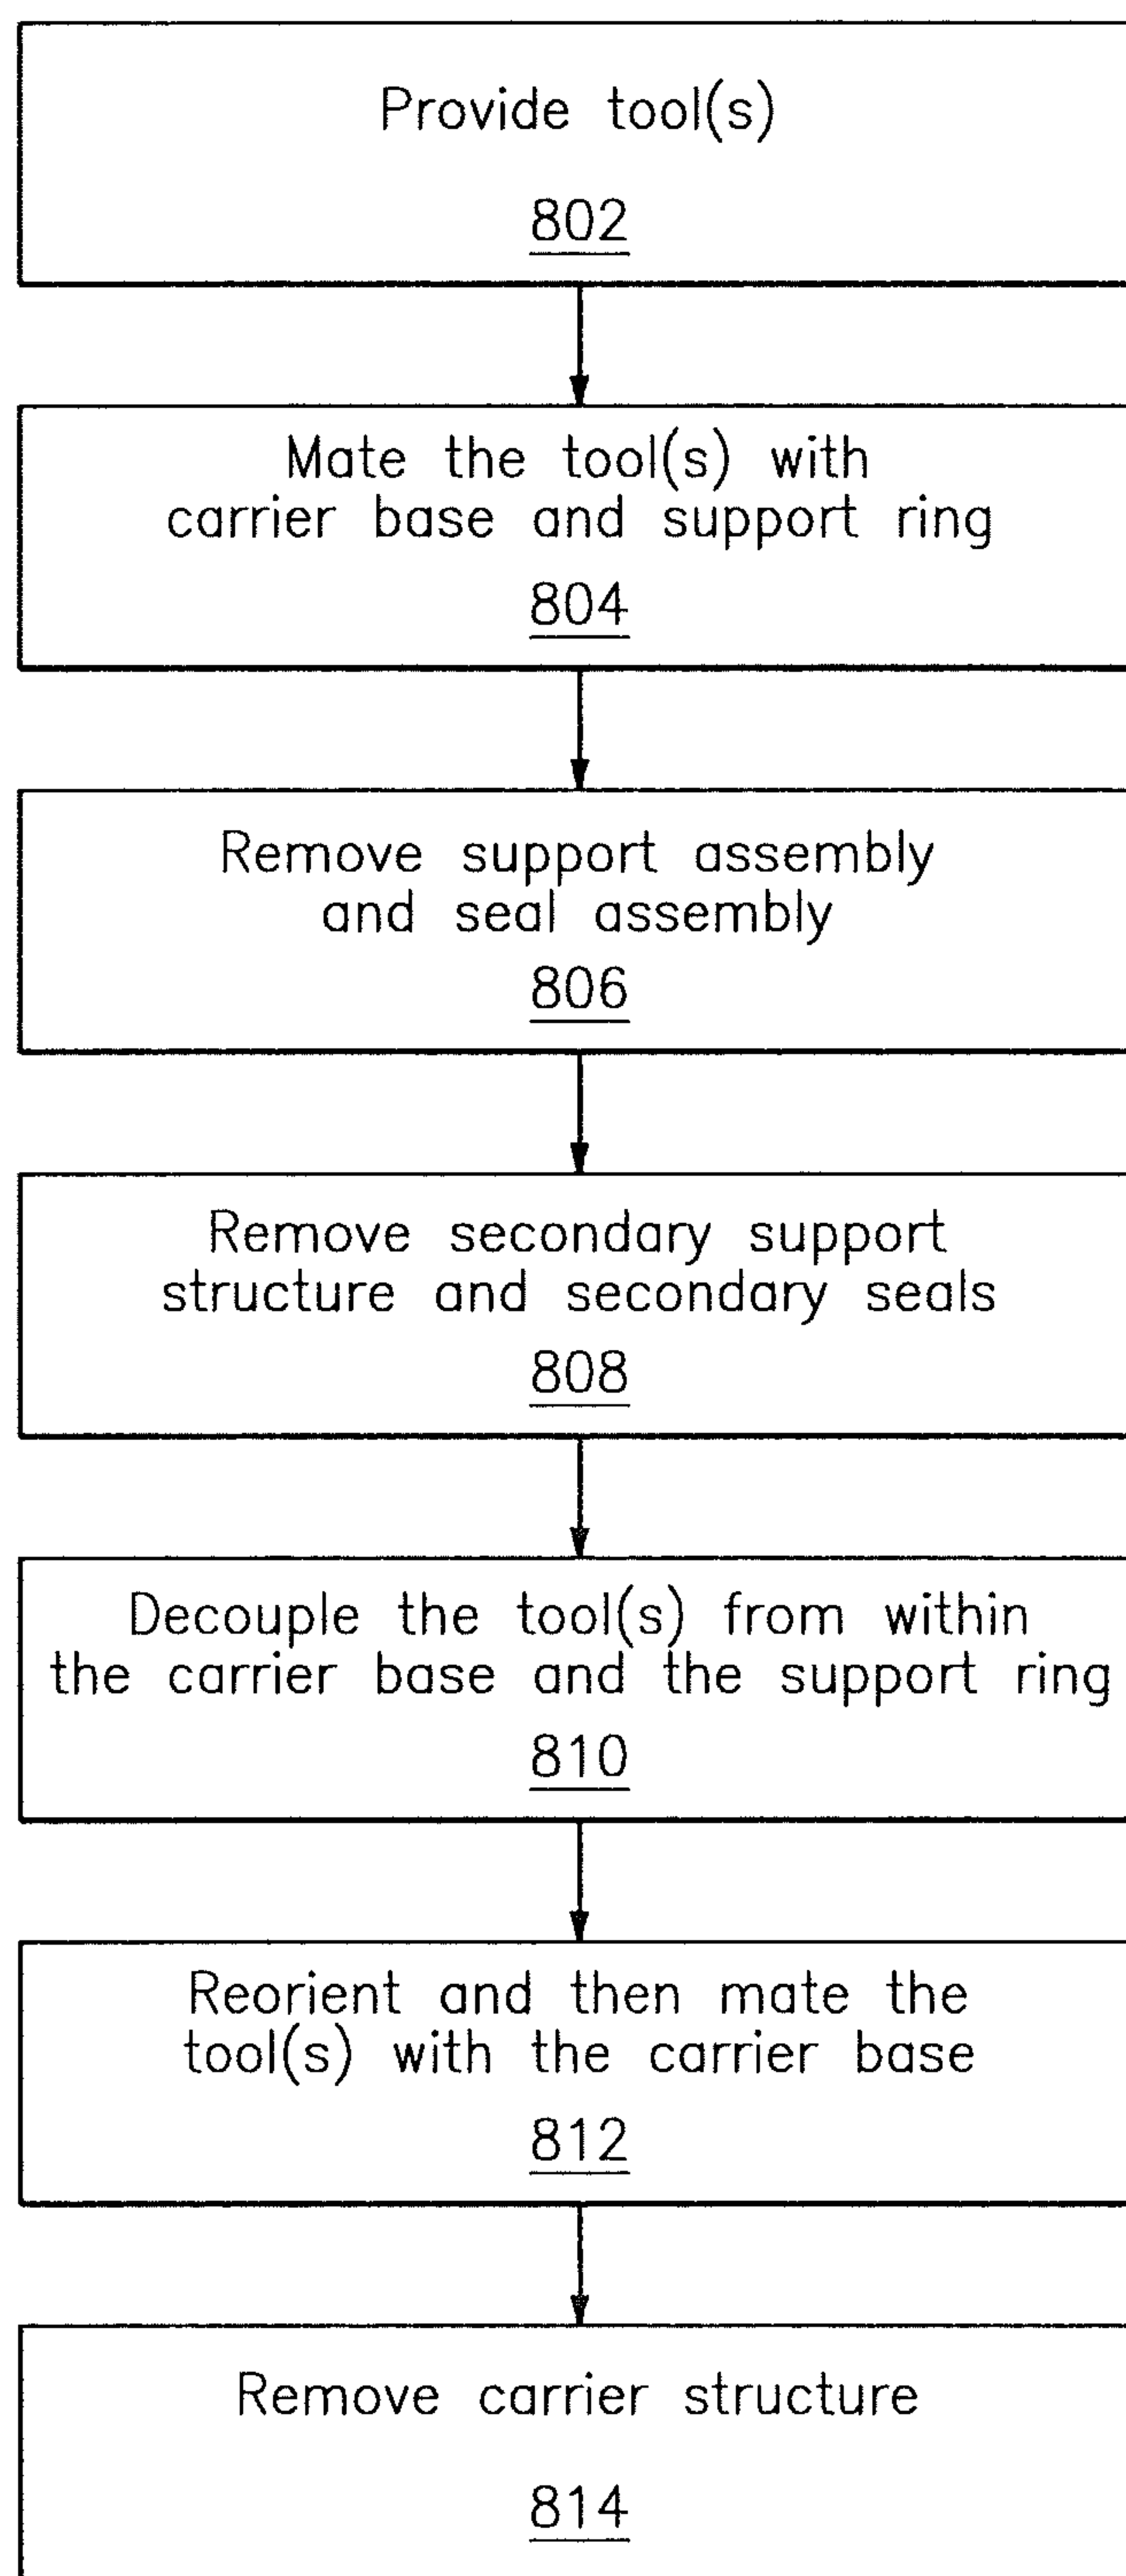 Provide tool(s)
802
Mate the tool(s) with
carrier base and support ring
804
Remove support assembly
and seal assembly
806
Remove secondary support
structure and secondary seals
808
Decouple the tool(s) from within
the carrier base and the support ring
810
Reorient and then mate the
tool(s) with the carrier base
812
Remove carrier structure
814